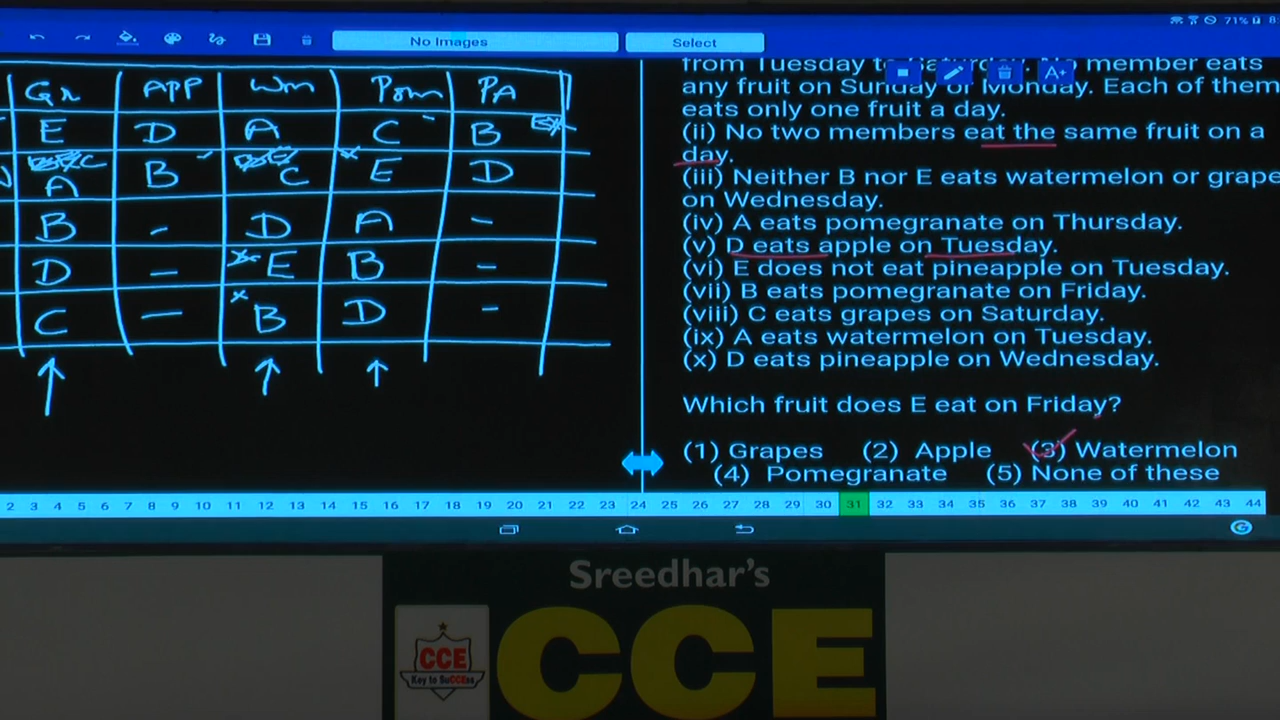 71%
No Images
Select
Gr APP Wm Pom PA
E D A C B
A B C E D
B - D A -
D - E B -
C - B D -
from Tuesday to Saturday. No member eats
any fruit on Sunday or Monday. Each of them
eats only one fruit a day.
(ii) No two members eat the same fruit on a
day.
(iii) Neither B nor E eats watermelon or grape
on Wednesday.
(iv) A eats pomegranate on Thursday.
(v) D eats apple on Tuesday.
(vi) E does not eat pineapple on Tuesday.
(vii) B eats pomegranate on Friday.
(viii) C eats grapes on Saturday.
(ix) A eats watermelon on Tuesday.
(x) D eats pineapple on Wednesday.
Which fruit does E eat on Friday?
(1) Grapes (2) Apple (3) Watermelon
(4) Pomegranate (5) None of these
2 3 4 5 6 7 8 9 10 11 12 13 14 15 16 17 18 19 20 21 22 23 24 25 26 27 28 29 30 31 32 33 34 35 36 37 38 39 40 41 42 43 44
Sreedhar's
CCE
CCE
Key to SuCCEss